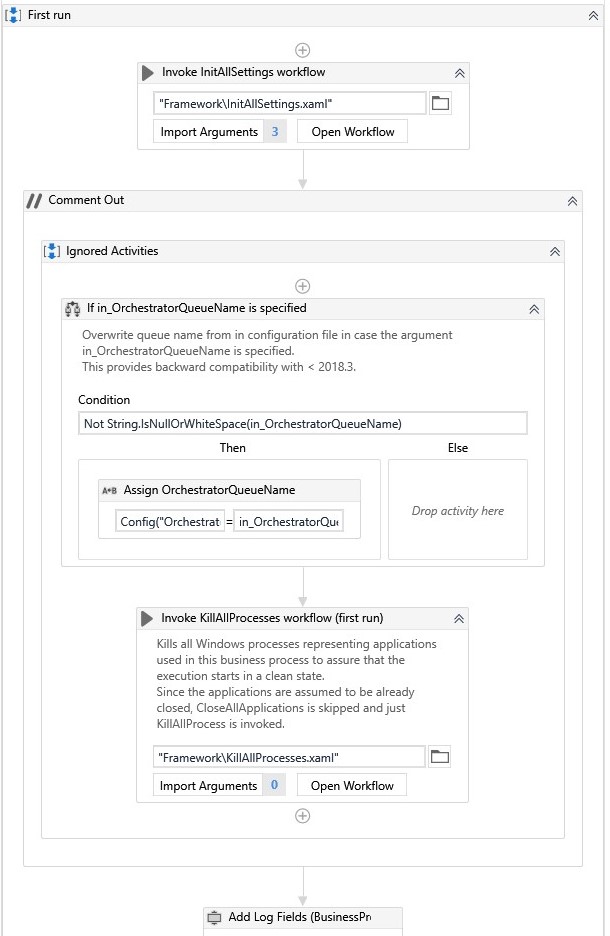 First run
Invoke InitAllSettings workflow
"Framework\InitAllSettings.xaml"
Import Arguments 3 Open Workflow
// Comment Out
Ignored Activities
If in_OrchestratorQueueName is specified
Overwrite queue name from in configuration file in case the argument
in_OrchestratorQueueName is specified.
This provides backward compatibility with < 2018.3.
Condition
Not String.IsNullOrWhiteSpace(in_OrchestratorQueueName)
Then Else
A*B Assign OrchestratorQueueName
Config("Orchestrat = in_OrchestratorQu
Drop activity here
Invoke KillAllProcesses workflow (first run)
Kills all Windows processes representing applications
used in this business process to assure that the
execution starts in a clean state.
Since the applications are assumed to be already
closed, CloseAllApplications is skipped and just
KillAllProcess is invoked.
"Framework\KillAllProcesses.xaml"
Import Arguments 0 Open Workflow
Add Log Fields (BusinessPr